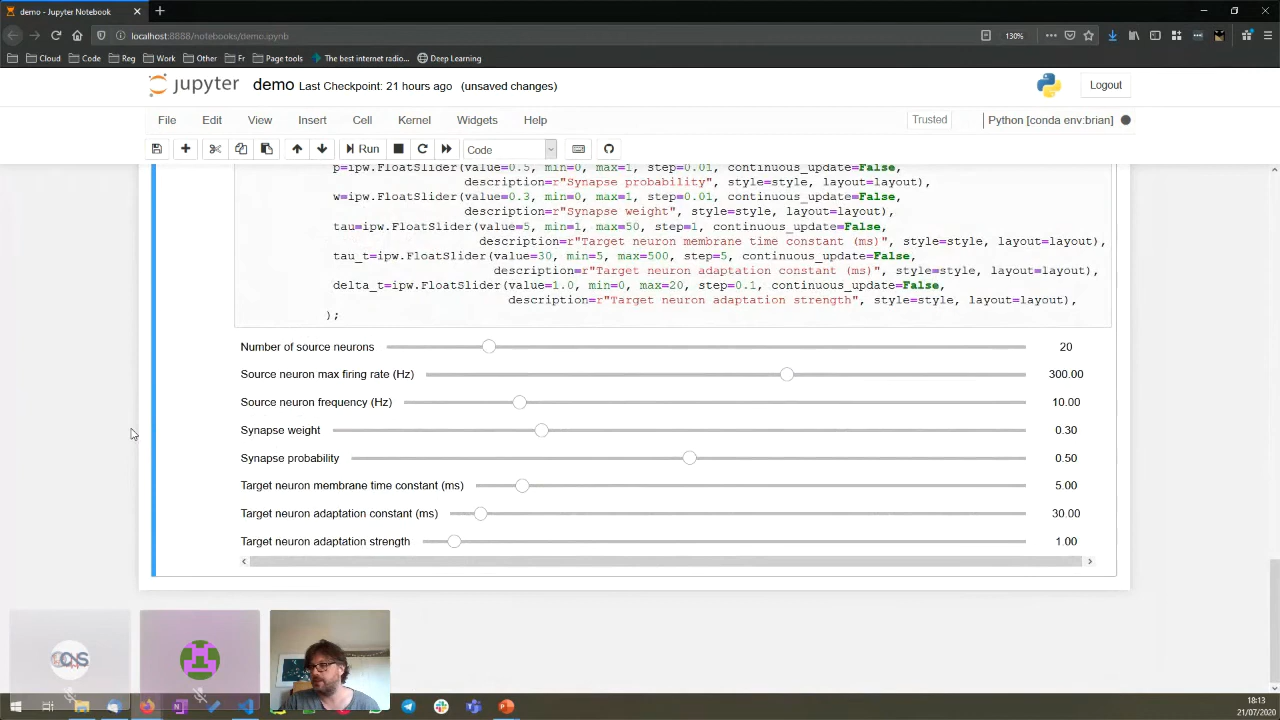 demo - Jupyter Notebook
localhost:8888/notebooks/demo.ipynb
130%
Cloud Code Reg Work Other Fr Page tools The best internet radio... Deep Learning
jupyter demo Last Checkpoint: 21 hours ago (unsaved changes)
Logout
File Edit View Insert Cell Kernel Widgets Help
Trusted
Python [conda env:brian]
Run
Code
p=ipw.FloatSlider(value=0.5, min=0, max=1, step=0.01, continuous_update=False,
description=r"Synapse probability", style=style, layout=layout),
w=ipw.FloatSlider(value=0.3, min=0, max=1, step=0.01, continuous_update=False,
description=r"Synapse weight", style=style, layout=layout),
tau=ipw.FloatSlider(value=5, min=1, max=50, step=1, continuous_update=False,
description=r"Target neuron membrane time constant (ms)", style=style, layout=layout),
tau_t=ipw.FloatSlider(value=30, min=5, max=500, step=5, continuous_update=False,
description=r"Target neuron adaptation constant (ms)", style=style, layout=layout),
delta_t=ipw.FloatSlider(value=1.0, min=0, max=20, step=0.1, continuous_update=False,
description=r"Target neuron adaptation strength", style=style, layout=layout),
);
Number of source neurons 20
Source neuron max firing rate (Hz) 300.00
Source neuron frequency (Hz) 10.00
Synapse weight 0.30
Synapse probability 0.50
Target neuron membrane time constant (ms) 5.00
Target neuron adaptation constant (ms) 30.00
Target neuron adaptation strength 1.00
18:13
21/07/2020